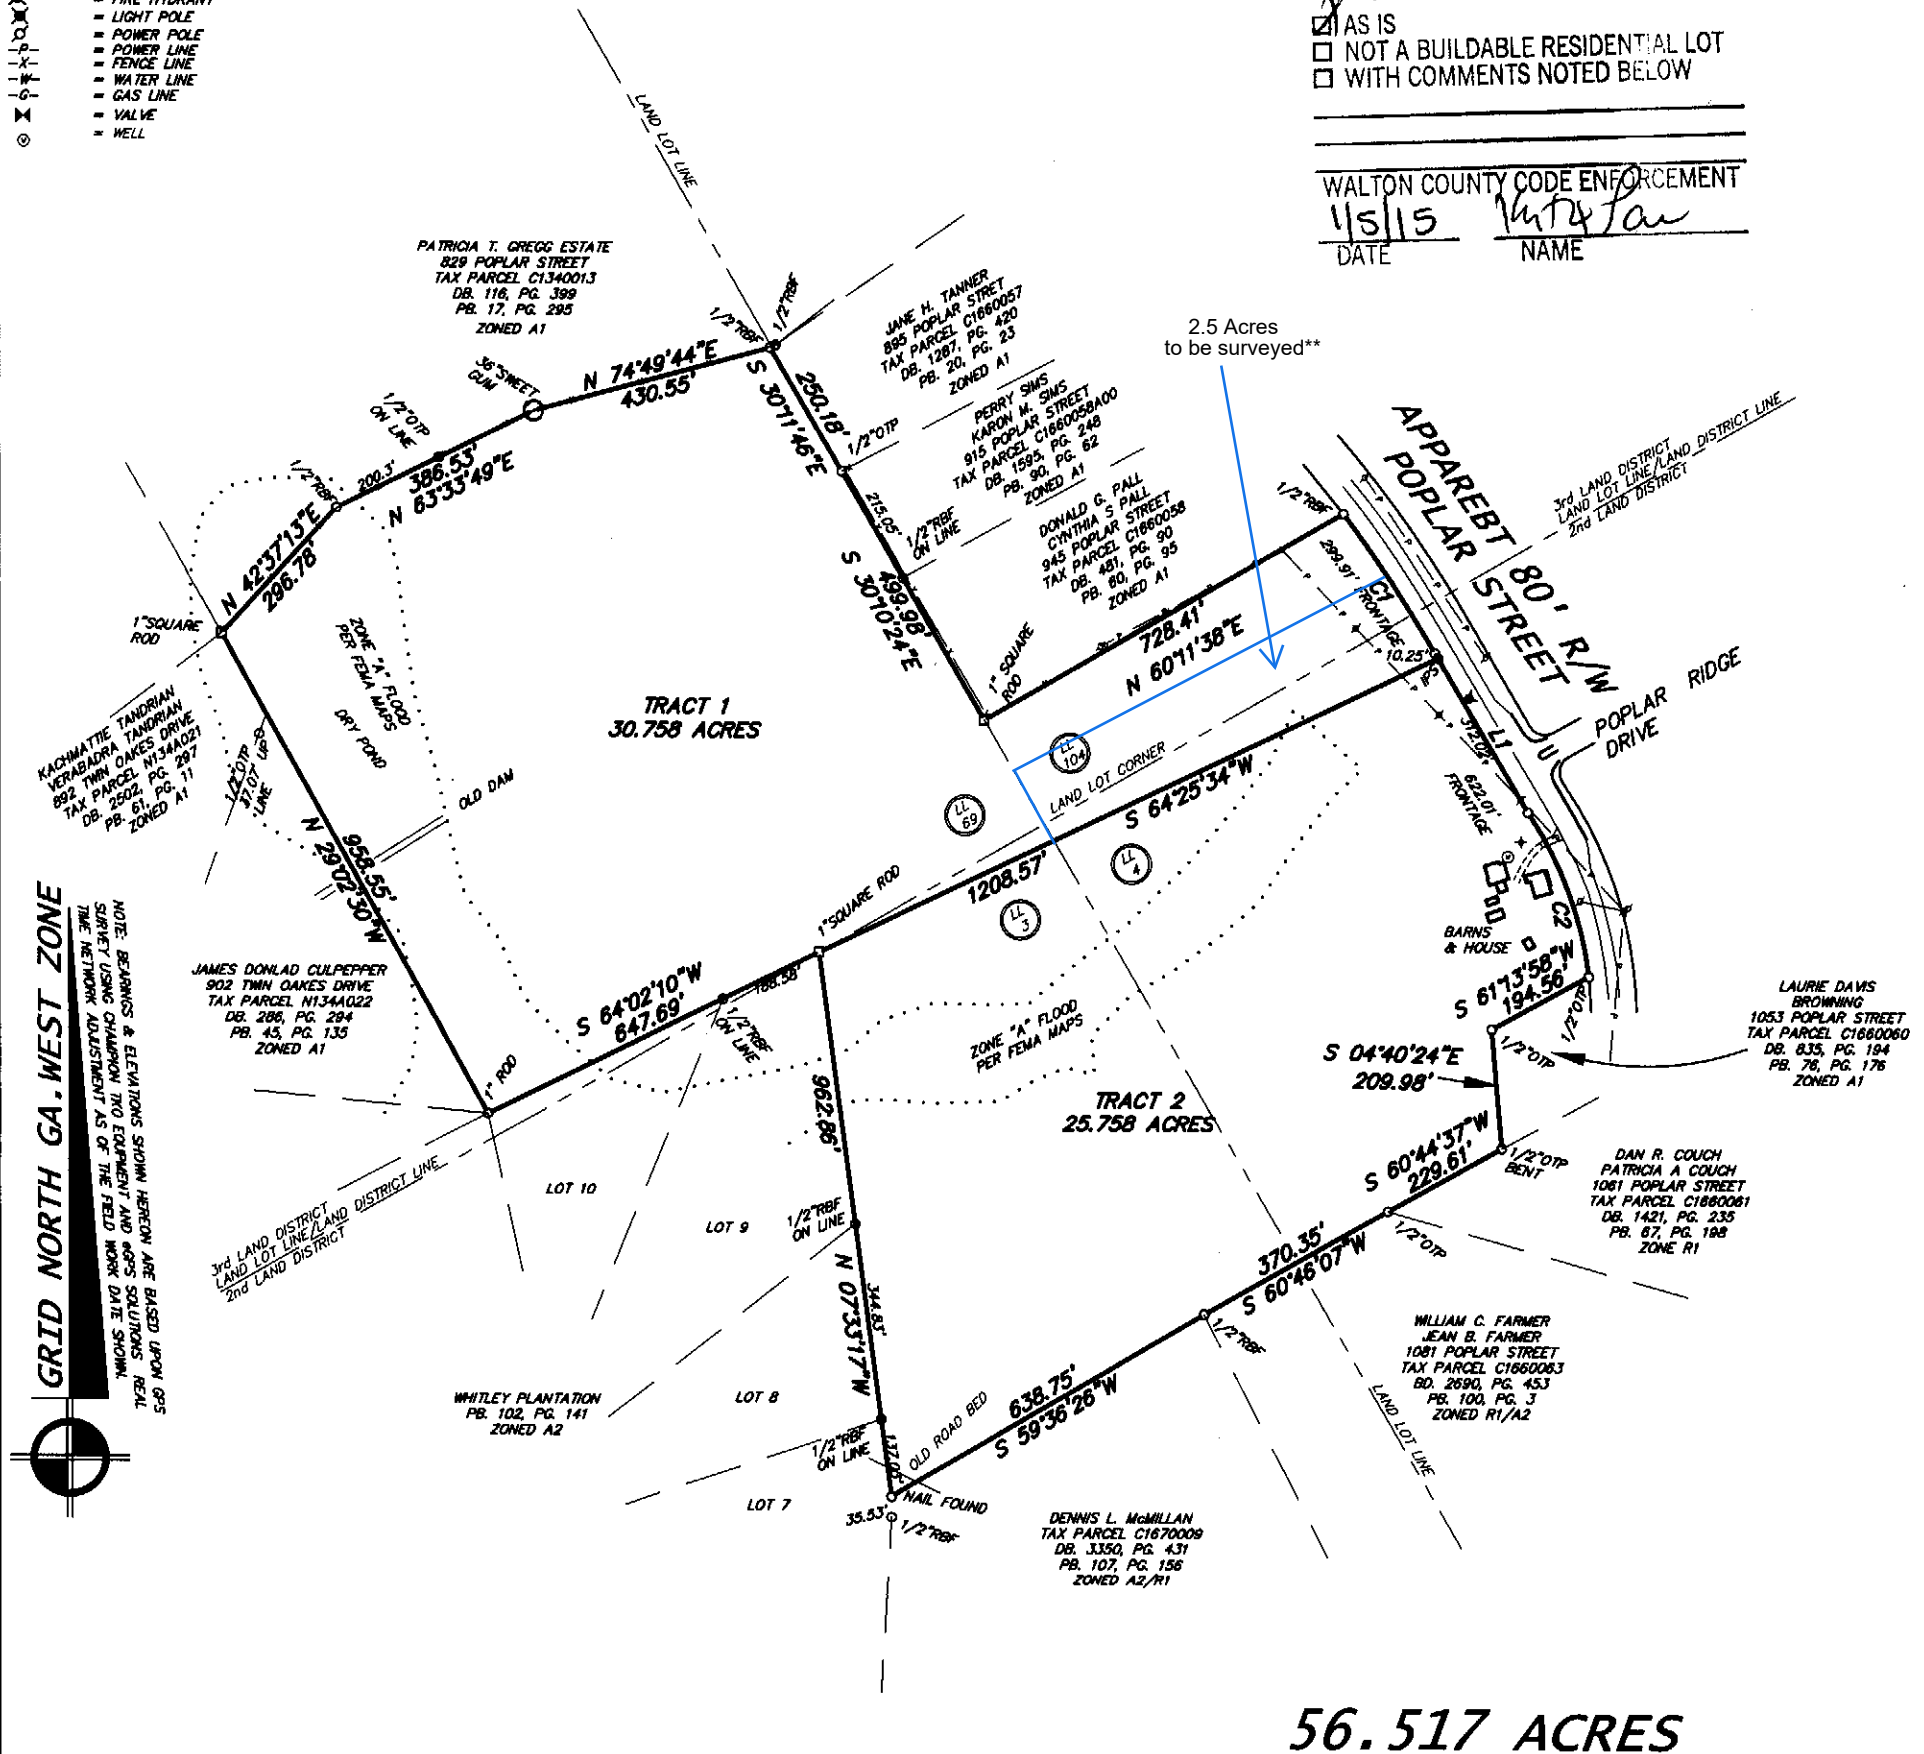 = FIRE HYDRANT
= LIGHT POLE
= POWER POLE
-P- = POWER LINE
-X- = FENCE LINE
-W- = WATER LINE
-G- = GAS LINE
= VALVE
= WELL
AS IS
NOT A BUILDABLE RESIDENTIAL LOT
WITH COMMENTS NOTED BELOW
WALTON COUNTY CODE ENFORCEMENT
1/5/15
DATE
NAME
LAND LOT LINE
PATRICIA T. GREGG ESTATE
829 POPLAR STREET
TAX PARCEL C1340013
DB. 116, PG. 399
PB. 17, PG. 295
ZONED A1
1/2"RBF
1/2"RBF
JANE H. TANNER
895 POPLAR STRET
TAX PARCEL C1660057
DB. 1287, PG. 420
PB. 20, PG. 23
ZONED A1
2.5 Acres
to be surveyed**
PERRY SIMS
KARON M. SIMS
915 POPLAR STREET
TAX PARCEL C1660058A00
DB. 1595, PG. 248
PB. 90, PG. 62
ZONED A1
DONALD G. PALL
CYNTHIA S PALL
945 POPLAR STREET
TAX PARCEL C1660058
DB. 481, PG. 90
PB. 60, PG. 95
ZONED A1
36"SWEET
GUM
N 74°49'44"E
430.55'
1/2"OTP
ON LINE
200.3'
386.53'
N 63°33'49"E
1/2"RBF
N 42°37'13"E
296.78'
1"SQUARE
ROD
250.18'
S 30°11'46"E
1/2"OTP
215.05'
1/2"RBF
ON LINE
499.98'
S 30°10'24"E
1" SQUARE
ROD
728.41'
N 60°11'38"E
1/2"RBF
299.91' FRONTAGE
C1
10.25'
IPS
APPAREBT 80' R/W
POPLAR STREET
3rd LAND DISTRICT
LAND LOT LINE/LAND DISTRICT LINE
2nd LAND DISTRICT
POPLAR RIDGE
DRIVE
L1
312.02'
622.01'
FRONTAGE
ZONE "A" FLOOD
PER FEMA MAPS
DRY POND
OLD DAM
TRACT 1
30.758 ACRES
KACHMATTIE TANDRIAN
VERABADRA TANDRIAN
892 TWIN OAKES DRIVE
TAX PARCEL N134A021
DB. 2502, PG. 297
PB. 61, PG. 11
ZONED A1
1/2"OTP
37.07' UP
LINE
958.55'
N 29°02'30"W
LL
104
LL
69
LL
4
LL
3
LAND LOT CORNER
S 64°25'34"W
1208.57'
1"SQUARE ROD
BARNS
& HOUSE
C2
S 61°13'58"W
194.56'
1/2"OTP
1/2"OTP
LAURIE DAVIS
BROWNING
1053 POPLAR STREET
TAX PARCEL C1660060
DB. 835, PG. 194
PB. 76, PG. 176
ZONED A1
S 04°40'24"E
209.98'
JAMES DONLAD CULPEPPER
902 TWIN OAKES DRIVE
TAX PARCEL N134A022
DB. 286, PG. 294
PB. 45, PG. 135
ZONED A1
S 64°02'10"W
647.69'
188.58'
1/2"RBF
ON LINE
1" ROD
ZONE "A" FLOOD
PER FEMA MAPS
TRACT 2
25.758 ACRES
S 60°44'37"W
229.61'
1/2"OTP
BENT
DAN R. COUCH
PATRICIA A COUCH
1061 POPLAR STREET
TAX PARCEL C1660061
DB. 1421, PG. 235
PB. 67, PG. 198
ZONE R1
3rd LAND DISTRICT
LAND LOT LINE/LAND DISTRICT LINE
2nd LAND DISTRICT
LOT 10
LOT 9
962.86'
1/2"RBF
ON LINE
N 07°33'17"W
344.83'
370.35'
S 60°46'07"W
1/2"OTP
1/2"RBF
WILLIAM C. FARMER
JEAN B. FARMER
1081 POPLAR STREET
TAX PARCEL C1660063
BD. 2690, PG. 453
PB. 100, PG. 3
ZONED R1/A2
LAND LOT LINE
WHITLEY PLANTATION
PB. 102, PG. 141
ZONED A2
LOT 8
1/2"RBF
ON LINE
137.05'
OLD ROAD BED
638.75'
S 59°36'26"W
LOT 7
NAIL FOUND
35.53'
1/2"RBF
DENNIS L. McMILLAN
TAX PARCEL C1670009
DB. 3350, PG. 431
PB. 107, PG. 156
ZONED A2/R1
GRID NORTH GA. WEST ZONE
NOTE: BEARINGS & ELEVATIONS SHOWN HEREON ARE BASED UPON GPS
SURVEY USING CHAMPION TKO EQUIPMENT AND eGPS SOLUTIONS REAL
TIME NETWORK ADJUSTMENT AS OF THE FIELD WORK DATE SHOWN.
56.517 ACRES